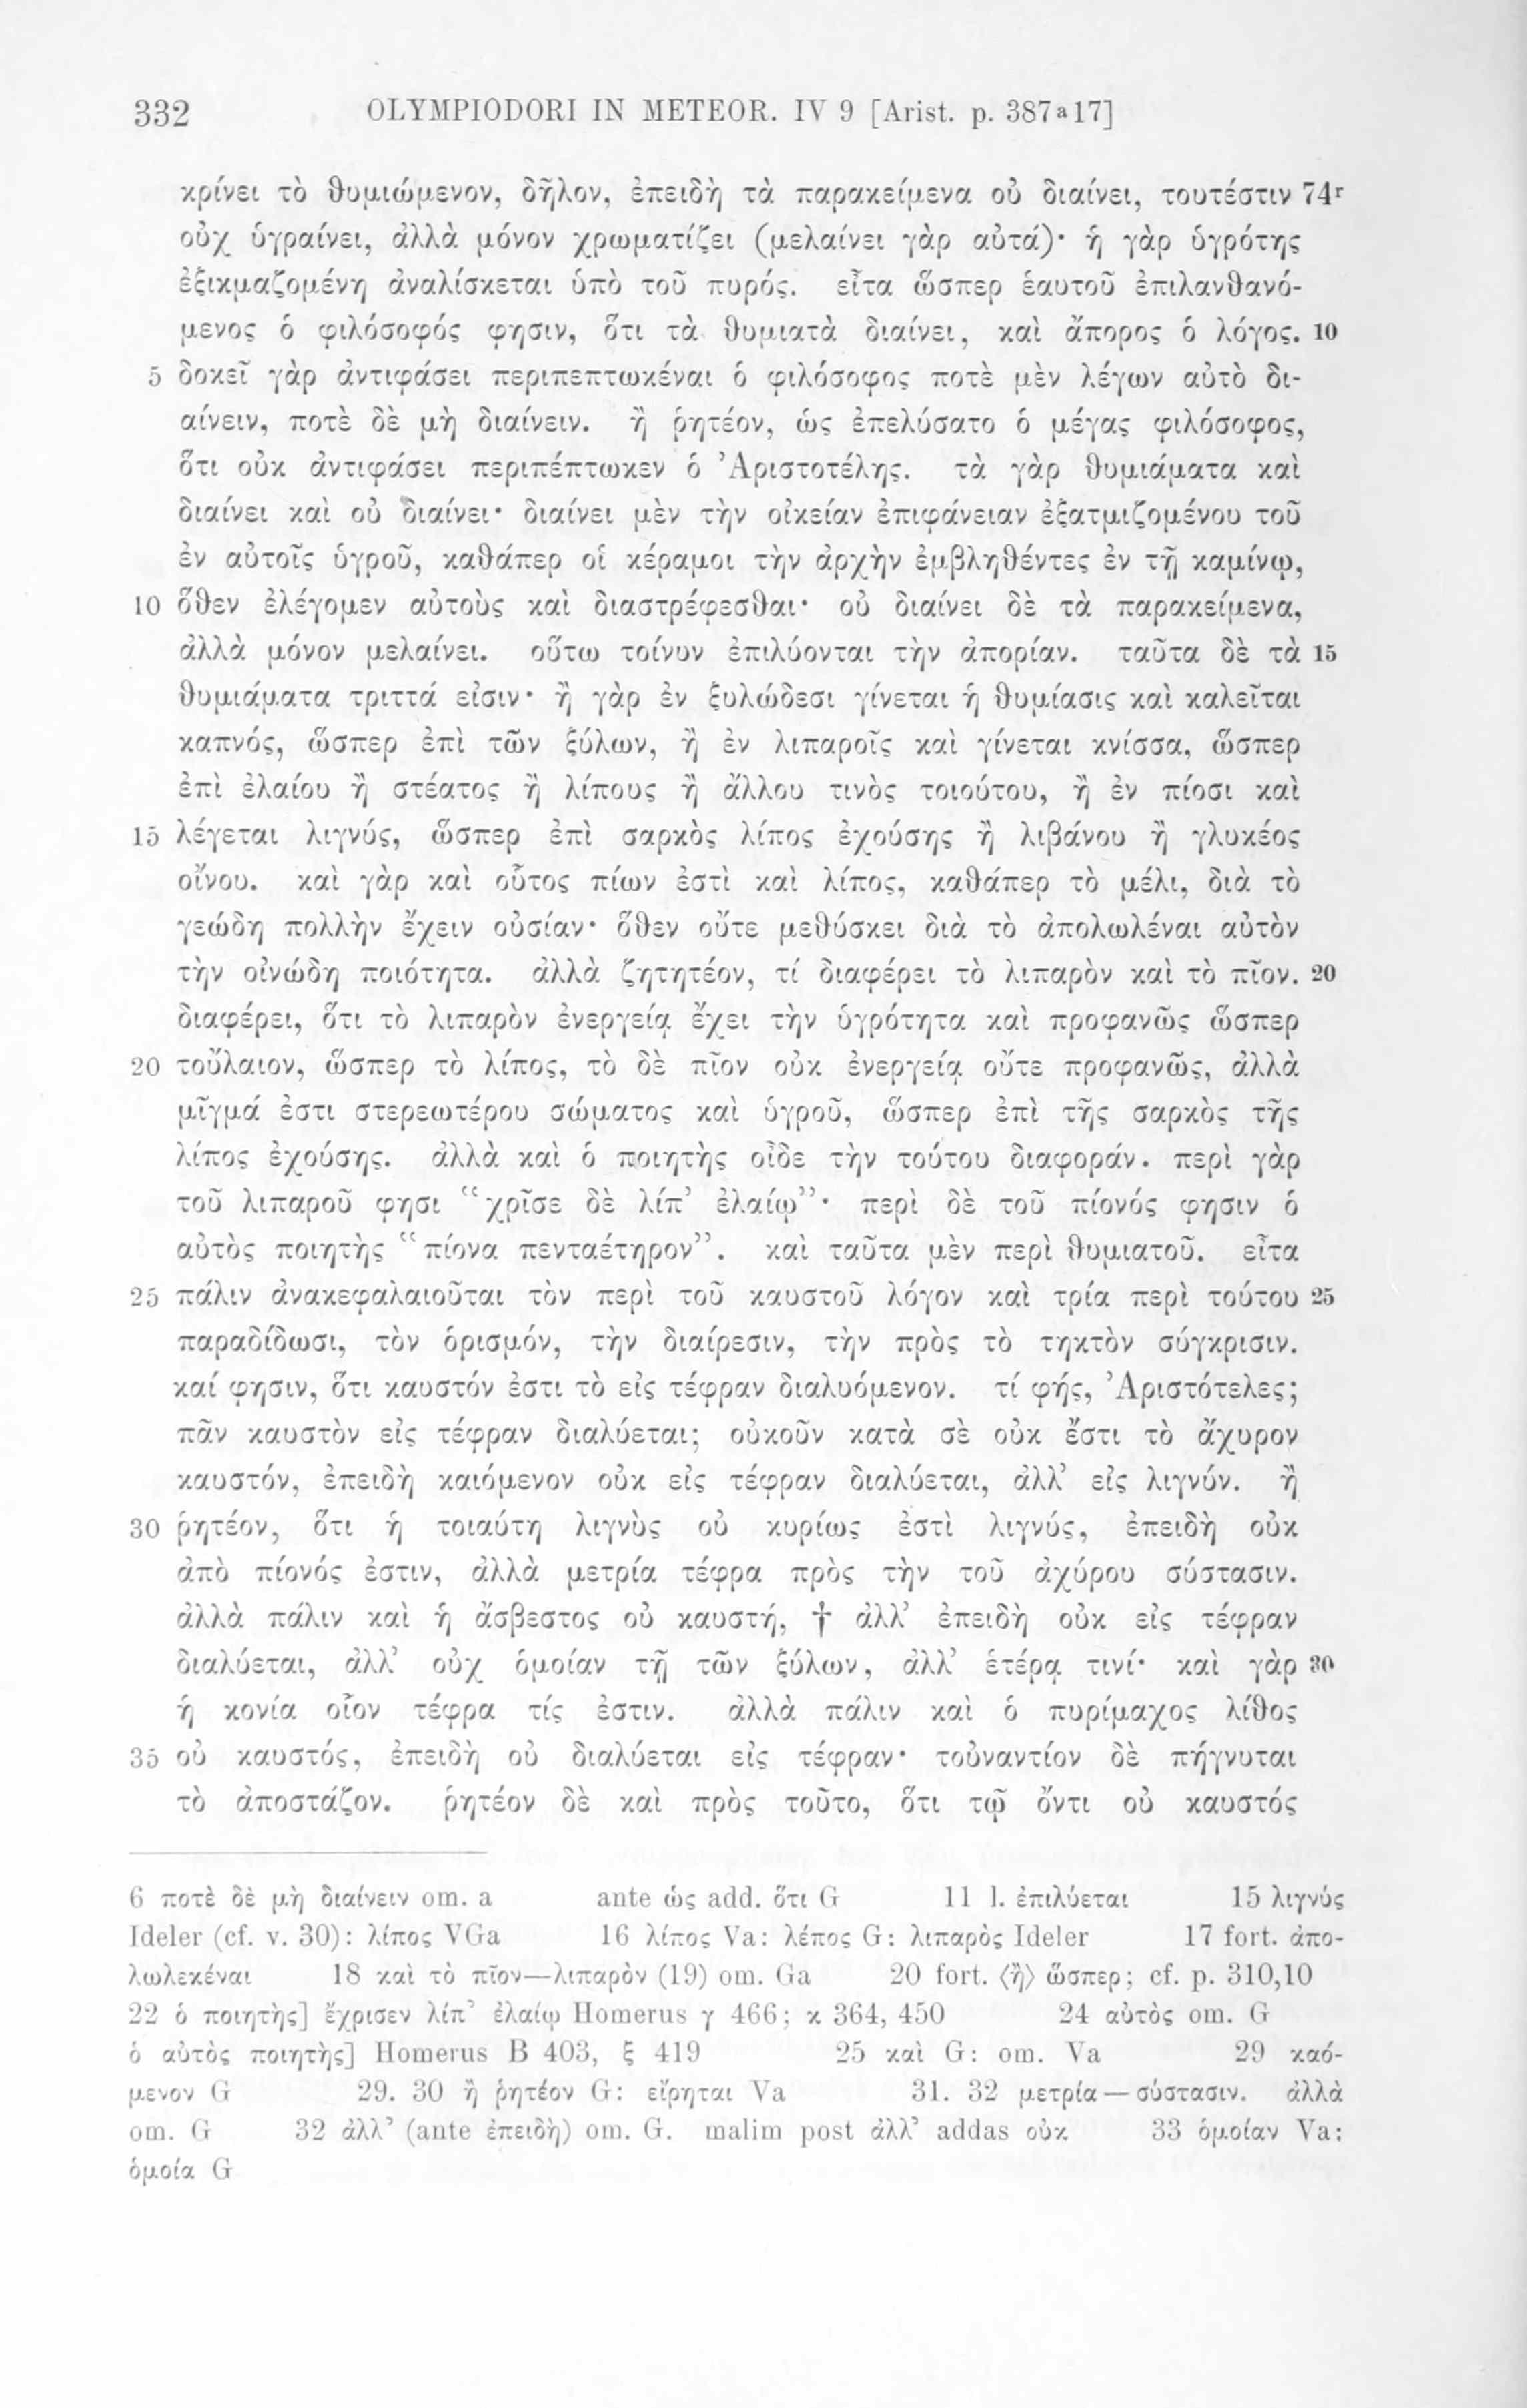 332 OLYMPIODORI IN METEOR. IV 9 [Arist. p. 387a17]
κρίνει τὸ θυμιώμενον, δῆλον, ἐπειδὴ τὰ παρακείμενα οὐ διαίνει, τουτέστιν 74r
οὐχ ὑγραίνει, ἀλλὰ μόνον χρωματίζει (μελαίνει γὰρ αὐτά)· ἡ γὰρ ὑγρότης
ἐξικμαζομένη ἀναλίσκεται ὑπὸ τοῦ πυρός. εἶτα ὥσπερ ἑαυτοῦ ἐπιλανθανό-
μενος ὁ φιλόσοφός φησιν, ὅτι τὰ θυμιατὰ διαίνει, καὶ ἄπορος ὁ λόγος. 10
5 δοκεῖ γὰρ ἀντιφάσει περιπεπτωκέναι ὁ φιλόσοφος ποτὲ μὲν λέγων αὐτὸ δι-
αίνειν, ποτὲ δὲ μὴ διαίνειν. ἢ ῥητέον, ὡς ἐπελύσατο ὁ μέγας φιλόσοφος,
ὅτι οὐκ ἀντιφάσει περιπέπτωκεν ὁ Ἀριστοτέλης. τὰ γὰρ θυμιάματα καὶ
διαίνει καὶ οὐ διαίνει· διαίνει μὲν τὴν οἰκείαν ἐπιφάνειαν ἐξατμιζομένου τοῦ
ἐν αὐτοῖς ὑγροῦ, καθάπερ οἱ κέραμοι τὴν ἀρχὴν ἐμβληθέντες ἐν τῇ καμίνῳ,
10 ὅθεν ἐλέγομεν αὐτοὺς καὶ διαστρέφεσθαι· οὐ διαίνει δὲ τὰ παρακείμενα,
ἀλλὰ μόνον μελαίνει. οὕτω τοίνυν ἐπιλύονται τὴν ἀπορίαν. ταῦτα δὲ τὰ 15
θυμιάματα τριττά εἰσιν· ἢ γὰρ ἐν ξυλώδεσι γίνεται ἡ θυμίασις καὶ καλεῖται
καπνός, ὥσπερ ἐπὶ τῶν ξύλων, ἢ ἐν λιπαροῖς καὶ γίνεται κνίσσα, ὥσπερ
ἐπὶ ἐλαίου ἢ στέατος ἢ λίπους ἢ ἄλλου τινὸς τοιούτου, ἢ ἐν πίοσι καὶ
15 λέγεται λιγνύς, ὥσπερ ἐπὶ σαρκὸς λίπος ἐχούσης ἢ λιβάνου ἢ γλυκέος
οἴνου. καὶ γὰρ καὶ οὗτος πίων ἐστὶ καὶ λίπος, καθάπερ τὸ μέλι, διὰ τὸ
γεώδη πολλὴν ἔχειν οὐσίαν· ὅθεν οὔτε μεθύσκει διὰ τὸ ἀπολωλέναι αὐτὸν
τὴν οἰνώδη ποιότητα. ἀλλὰ ζητητέον, τί διαφέρει τὸ λιπαρὸν καὶ τὸ πῖον. 20
διαφέρει, ὅτι τὸ λιπαρὸν ἐνεργείᾳ ἔχει τὴν ὑγρότητα καὶ προφανῶς ὥσπερ
20 τοὔλαιον, ὥσπερ τὸ λίπος, τὸ δὲ πῖον οὐκ ἐνεργείᾳ οὔτε προφανῶς, ἀλλὰ
μῖγμά ἐστι στερεωτέρου σώματος καὶ ὑγροῦ, ὥσπερ ἐπὶ τῆς σαρκὸς τῆς
λίπος ἐχούσης. ἀλλὰ καὶ ὁ ποιητὴς οἶδε τὴν τούτου διαφοράν. περὶ γὰρ
τοῦ λιπαροῦ φησι “χρῖσε δὲ λίπ’ ἐλαίῳ”· περὶ δὲ τοῦ πίονός φησιν ὁ
αὐτὸς ποιητὴς “πίονα πενταέτηρον”. καὶ ταῦτα μὲν περὶ θυμιατοῦ. εἶτα
25 πάλιν ἀνακεφαλαιοῦται τὸν περὶ τοῦ καυστοῦ λόγον καὶ τρία περὶ τούτου 25
παραδίδωσι, τὸν ὁρισμόν, τὴν διαίρεσιν, τὴν πρὸς τὸ τηκτὸν σύγκρισιν.
καί φησιν, ὅτι καυστόν ἐστι τὸ εἰς τέφραν διαλυόμενον. τί φής, Ἀριστότελες;
πᾶν καυστὸν εἰς τέφραν διαλύεται; οὐκοῦν κατὰ σὲ οὐκ ἔστι τὸ ἄχυρον
καυστόν, ἐπειδὴ καιόμενον οὐκ εἰς τέφραν διαλύεται, ἀλλ’ εἰς λιγνύν. ἢ
30 ῥητέον, ὅτι ἡ τοιαύτη λιγνὺς οὐ κυρίως ἐστὶ λιγνύς, ἐπειδὴ οὐκ
ἀπὸ πίονός ἐστιν, ἀλλὰ μετρία τέφρα πρὸς τὴν τοῦ ἀχύρου σύστασιν.
ἀλλὰ πάλιν καὶ ἡ ἄσβεστος οὐ καυστή, † ἀλλ’ ἐπειδὴ οὐκ εἰς τέφραν
διαλύεται, ἀλλ’ οὐχ ὁμοίαν τῇ τῶν ξύλων, ἀλλ’ ἑτέρᾳ τινί· καὶ γὰρ 30
ἡ κονία οἷον τέφρα τίς ἐστιν. ἀλλὰ πάλιν καὶ ὁ πυρίμαχος λίθος
35 οὐ καυστός, ἐπειδὴ οὐ διαλύεται εἰς τέφραν· τοὐναντίον δὲ πήγνυται
τὸ ἀποστάζον. ῥητέον δὲ καὶ πρὸς τοῦτο, ὅτι τῷ ὄντι οὐ καυστός
6 ποτὲ δὲ μὴ διαίνειν om. a ante ὡς add. ὅτι G 11 l. ἐπιλύεται 15 λιγνύς
Ideler (cf. v. 30): λίπος VGa 16 λίπος Va: λέπος G: λιπαρὸς Ideler 17 fort. ἀπο-
λωλεκέναι 18 καὶ τὸ πῖον—λιπαρὸν (19) om. Ga 20 fort. ⟨ἢ⟩ ὥσπερ; cf. p. 310,10
22 ὁ ποιητὴς] ἔχρισεν λίπ’ ἐλαίῳ Homerus γ 466; κ 364, 450 24 αὐτὸς om. G
ὁ αὐτὸς ποιητὴς] Homerus B 403, ξ 419 25 καὶ G: om. Va 29 καό-
μενον G 29. 30 ἢ ῥητέον G: εἴρηται Va 31. 32 μετρία — σύστασιν. ἀλλὰ
om. G 32 ἀλλ’ (ante ἐπειδὴ) om. G. malim post ἀλλ’ addas οὐκ 33 ὁμοίαν Va:
ὁμοία G